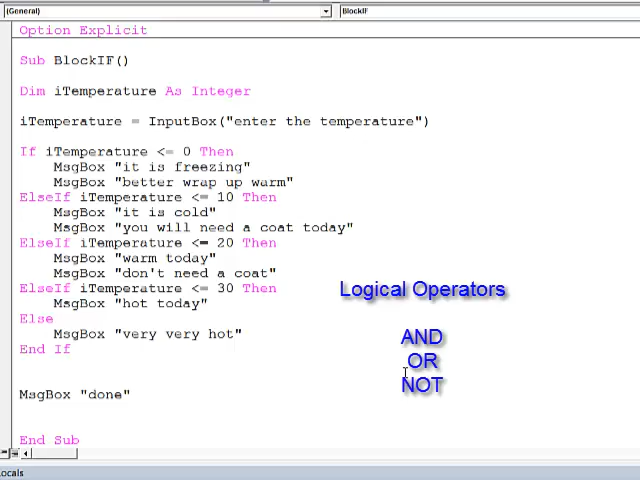 (General)
BlockIF
Option Explicit
Sub BlockIF()
Dim iTemperature As Integer
iTemperature = InputBox("enter the temperature")
If iTemperature <= 0 Then
MsgBox "it is freezing"
MsgBox "better wrap up warm"
ElseIf iTemperature <= 10 Then
MsgBox "it is cold"
MsgBox "you will need a coat today"
ElseIf iTemperature <= 20 Then
MsgBox "warm today"
MsgBox "don't need a coat"
ElseIf iTemperature <= 30 Then
MsgBox "hot today"
Else
MsgBox "very very hot"
End If
MsgBox "done"
End Sub
Logical Operators
AND
OR
NOT
ocals